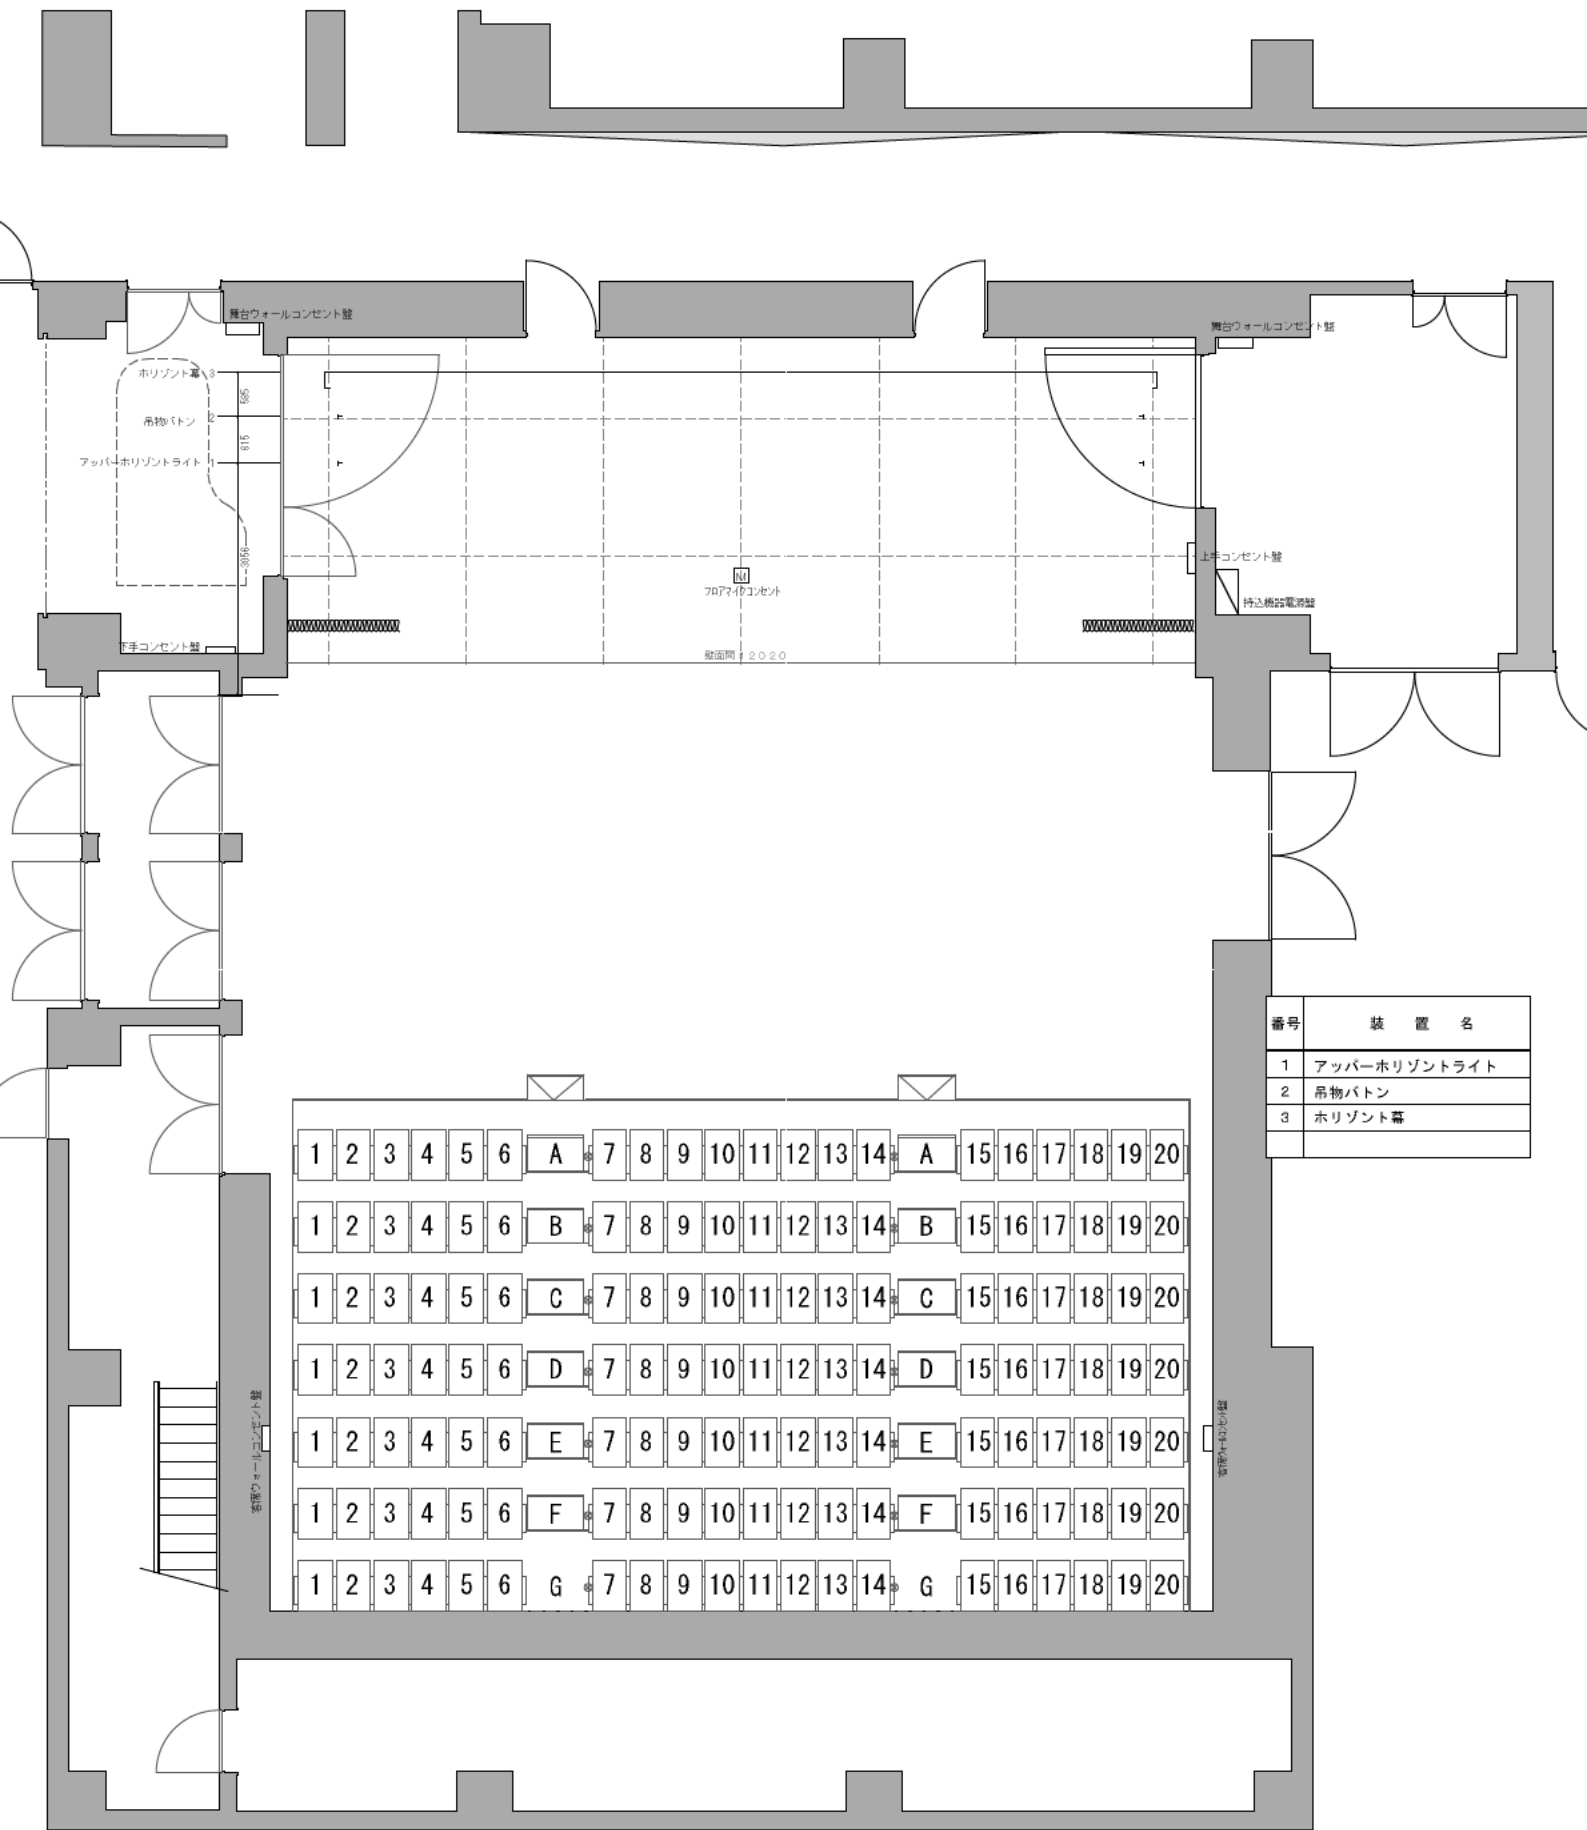 舞台ウォールコンセント盤
舞台ウォールコンセント盤
ホリゾント幕 3
585
吊物バトン 2
615
アッパーホリゾントライト 1
3056
上手コンセント盤
M
フロアマイクコンセント
持込機器電源盤
下手コンセント盤
壁面間12020
番号 装 置 名
1 アッパーホリゾントライト
2 吊物バトン
3 ホリゾント幕
1 2 3 4 5 6 A 7 8 9 10 11 12 13 14 A 15 16 17 18 19 20
1 2 3 4 5 6 B 7 8 9 10 11 12 13 14 B 15 16 17 18 19 20
1 2 3 4 5 6 C 7 8 9 10 11 12 13 14 C 15 16 17 18 19 20
1 2 3 4 5 6 D 7 8 9 10 11 12 13 14 D 15 16 17 18 19 20
1 2 3 4 5 6 E 7 8 9 10 11 12 13 14 E 15 16 17 18 19 20
1 2 3 4 5 6 F 7 8 9 10 11 12 13 14 F 15 16 17 18 19 20
1 2 3 4 5 6 G 7 8 9 10 11 12 13 14 G 15 16 17 18 19 20
客席ウォールコンセント盤
客席ウォールコンセント盤